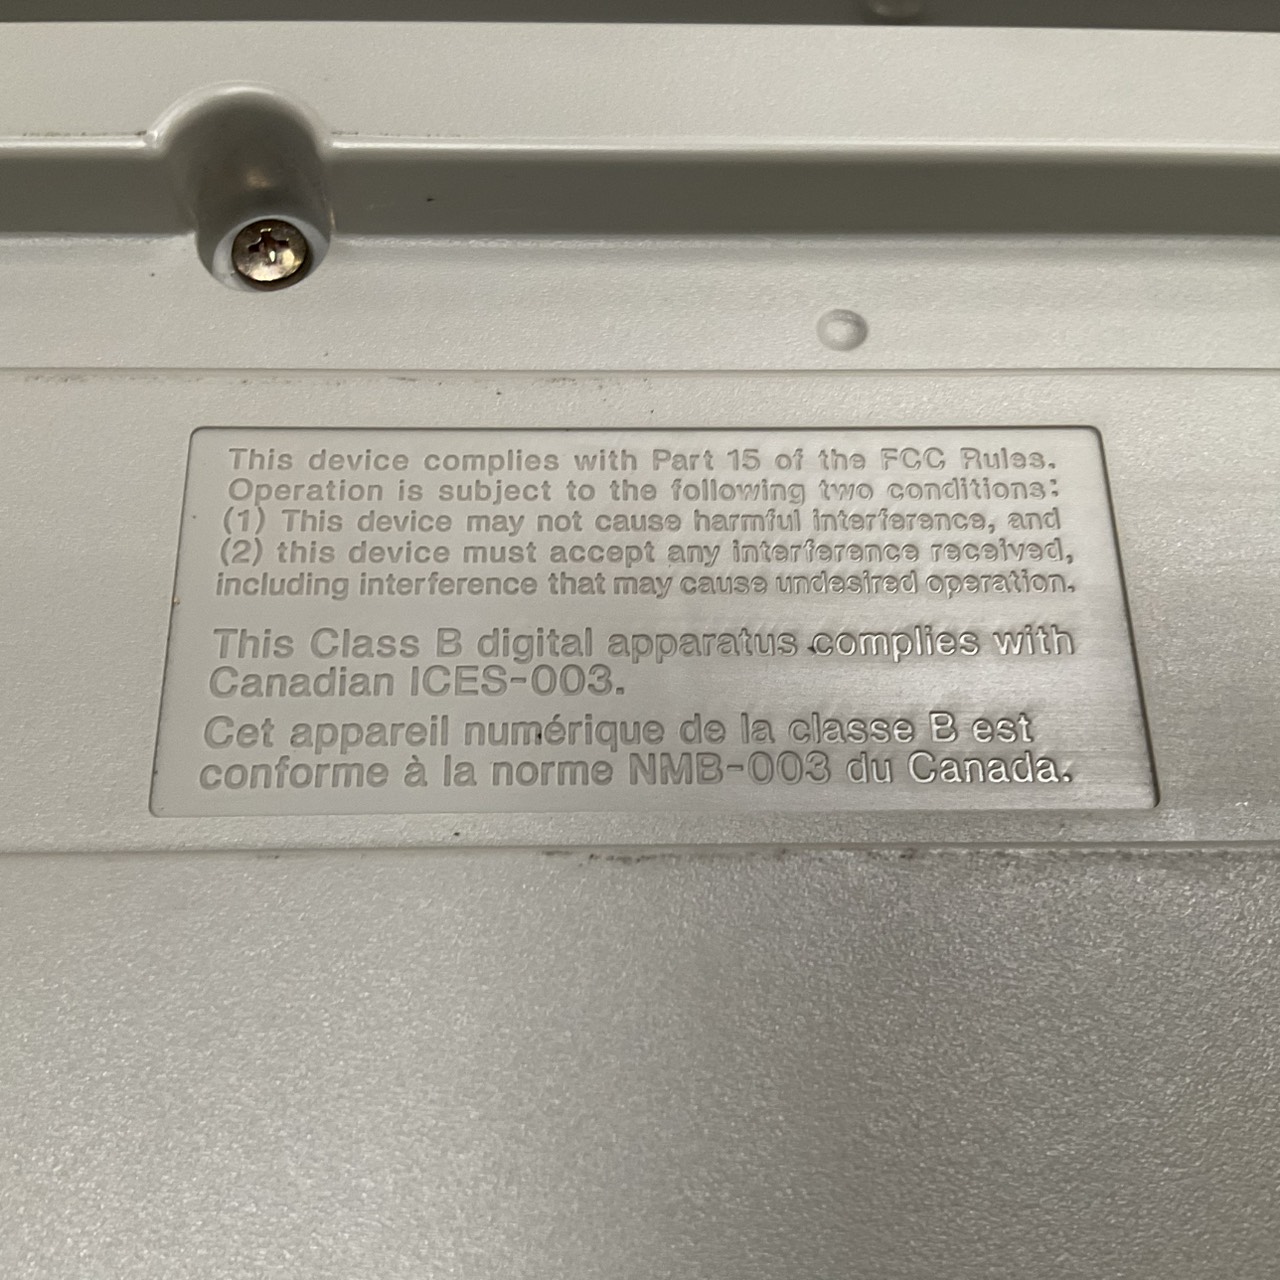 This device complies with Part 15 of the FCC Rules.
Operation is subject to the following two conditions:
(1) This device may not cause harmful interference, and
(2) this device must accept any interference received,
including interference that may cause undesired operation.
This Class B digital apparatus complies with
Canadian ICES-003.
Cet appareil numérique de la classe B est
conforme à la norme NMB-003 du Canada.